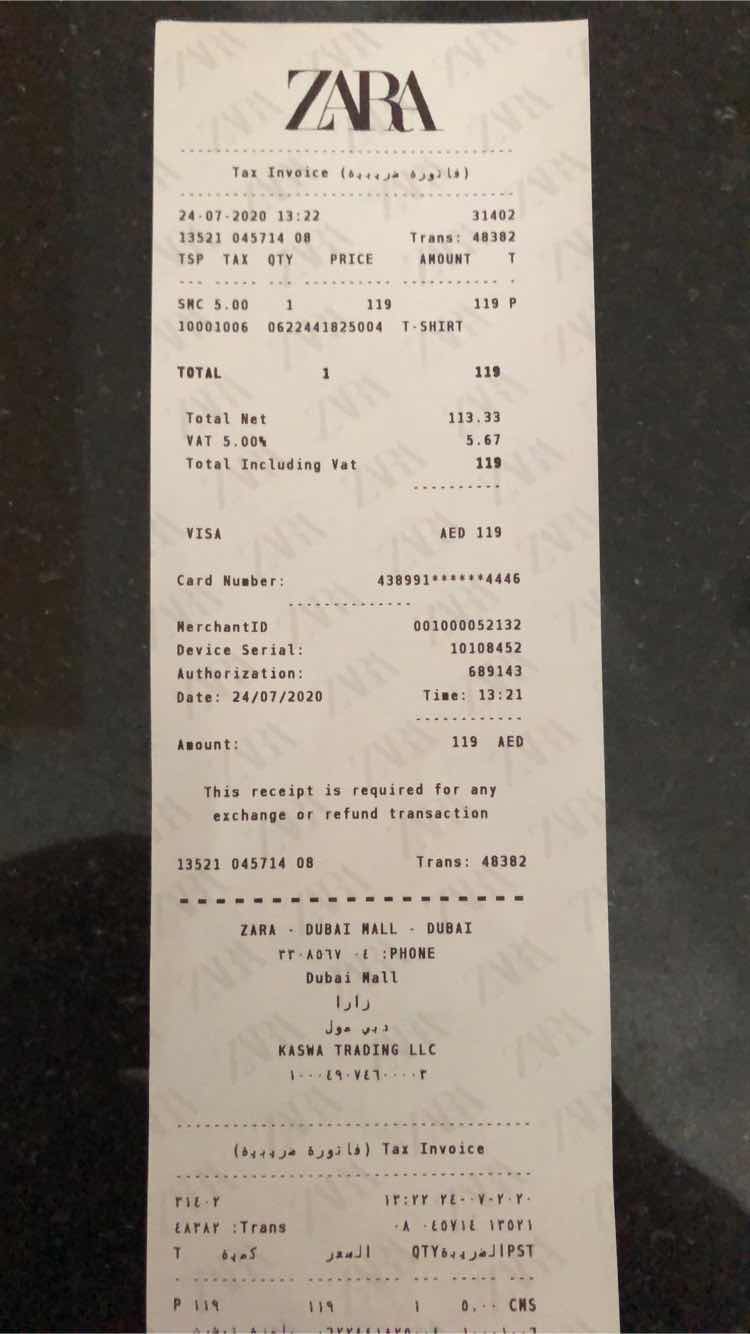 ZARA
Tax Invoice (فاتورة ضريبية)
24-07-2020 13:22 31402
13521 045714 08 Trans: 48382
TSP TAX QTY PRICE AMOUNT T
SMC 5.00 1 119 119 P
10001006 0622441825004 T-SHIRT
TOTAL 1 119
Total Net 113.33
VAT 5.00% 5.67
Total Including Vat 119
VISA AED 119
Card Number: 438991******4446
MerchantID 001000052132
Device Serial: 10108452
Authorization: 689143
Date: 24/07/2020 Time: 13:21
Amount: 119 AED
This receipt is required for any
exchange or refund transaction
13521 045714 08 Trans: 48382
ZARA - DUBAI MALL - DUBAI
٣٣٠٨٥٦٧ ٠٤ :PHONE
Dubai Mall
زارا
دبي مول
KASWA TRADING LLC
١٠٠٠٤٩٠٧٤٦٠٠٠٠٣
(فاتورة ضريبية) Tax Invoice
٣١٤٠٢ ١٣:٢٢ ٢٤-٠٧-٢٠٢٠
٤٨٣٨٢ :Trans ٠٨ ٠٤٥٧١٤ ١٣٥٢١
T كمية السعر QTYالضريبةPST
P ١١٩ ١١٩ ١ ٥,٠٠ CMS